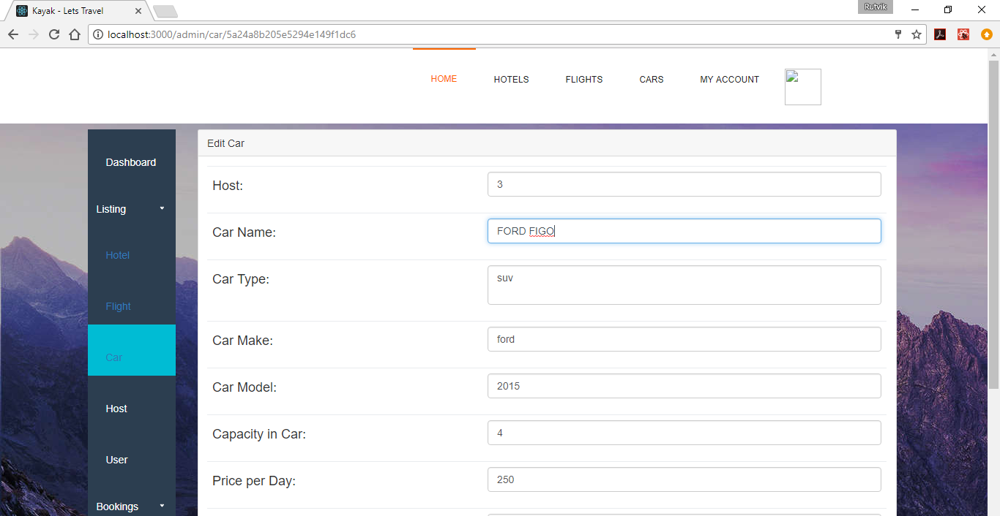 Kayak - Lets Travel
Rutvik
localhost:3000/admin/car/5a24a8b205e5294e149f1dc6
HOME HOTELS FLIGHTS CARS MY ACCOUNT
Dashboard
Listing
Hotel
Flight
Car
Host
User
Bookings
Edit Car
Host: 3
Car Name: FORD FIGO
Car Type: suv
Car Make: ford
Car Model: 2015
Capacity in Car: 4
Price per Day: 250